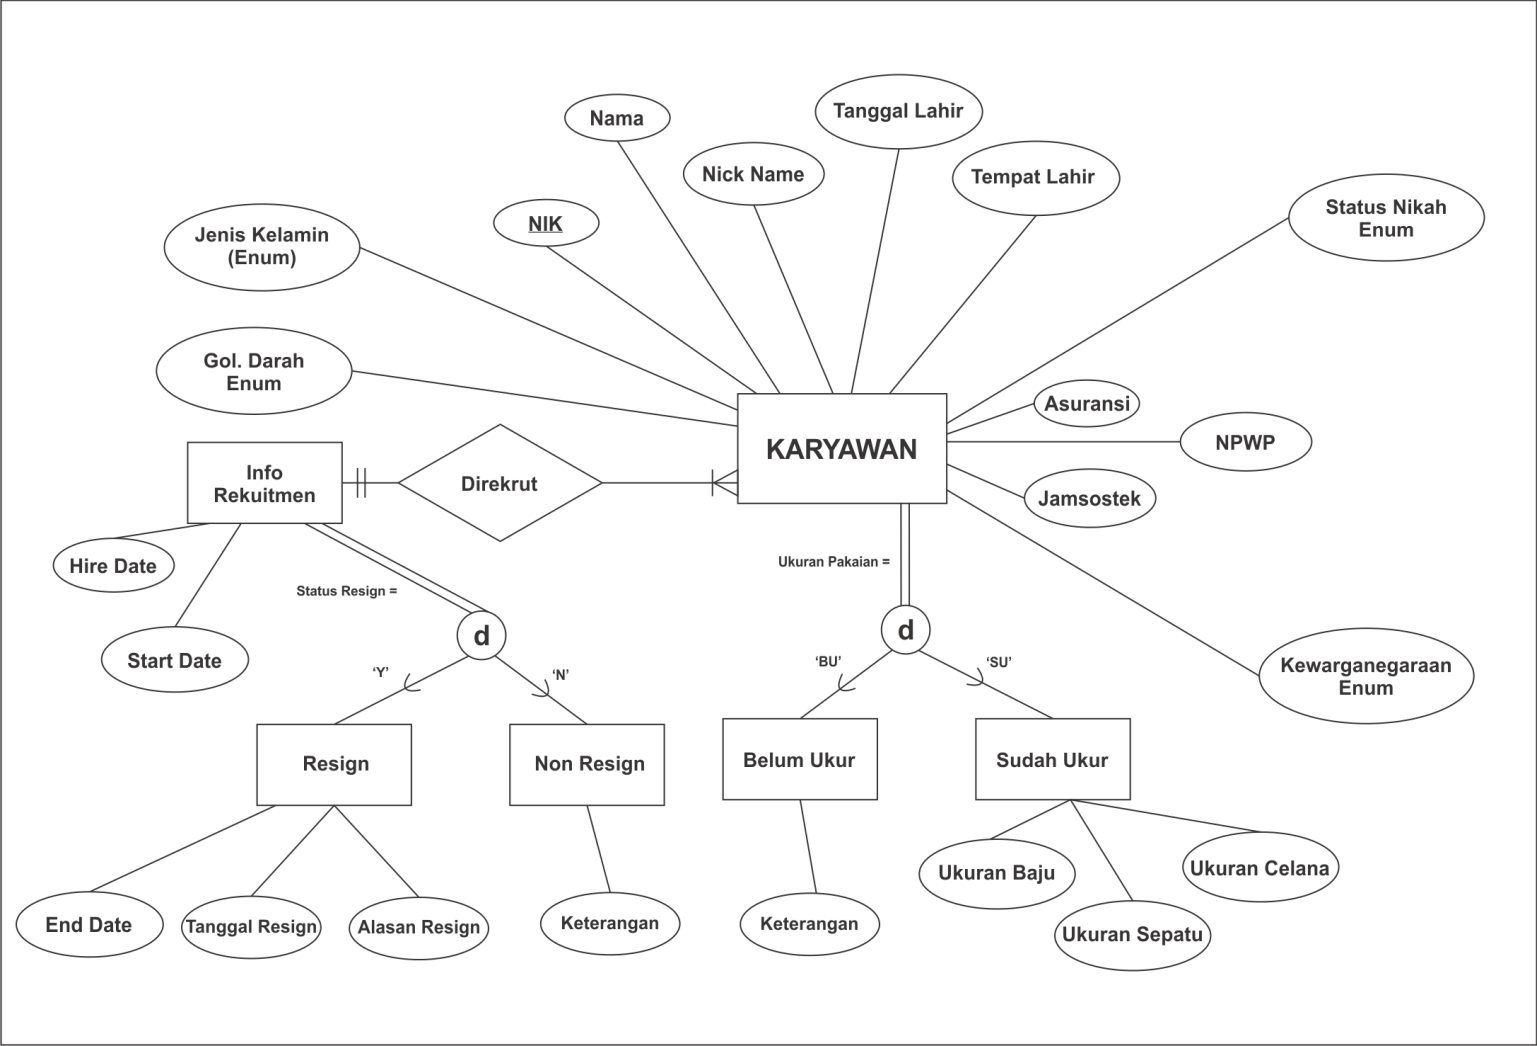 Nama
Tanggal Lahir
Nick Name
Tempat Lahir
NIK
Status Nikah
Enum
Jenis Kelamin
(Enum)
Gol. Darah
Enum
Asuransi
NPWP
KARYAWAN
Info
Rekuitmen
Direkrut
Jamsostek
Hire Date
Ukuran Pakaian =
Status Resign =
d
d
Start Date
'Y'
'N'
'BU'
'SU'
Kewarganegaraan
Enum
Resign
Non Resign
Belum Ukur
Sudah Ukur
Ukuran Baju
Ukuran Celana
End Date
Tanggal Resign
Alasan Resign
Keterangan
Keterangan
Ukuran Sepatu